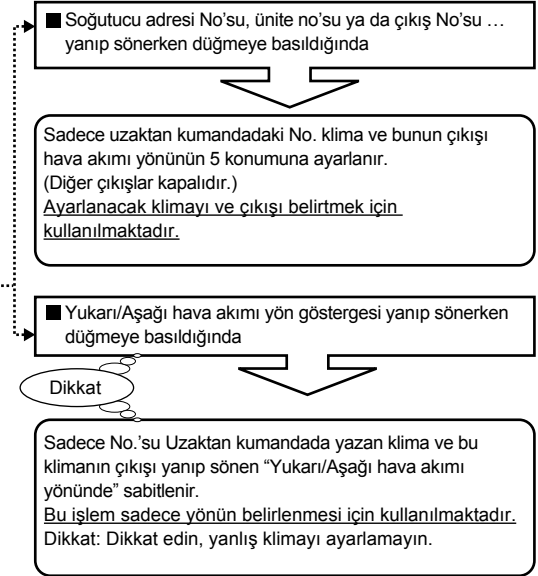 ■ Soğutucu adresi No'su, ünite no'su ya da çıkış No'su …
yanıp sönerken düğmeye basıldığında
Sadece uzaktan kumandadaki No. klima ve bunun çıkışı
hava akımı yönünün 5 konumuna ayarlanır.
(Diğer çıkışlar kapalıdır.)
Ayarlanacak klimayı ve çıkışı belirtmek için
kullanılmaktadır.
■ Yukarı/Aşağı hava akımı yön göstergesi yanıp sönerken
düğmeye basıldığında
Dikkat
Sadece No.'su Uzaktan kumandada yazan klima ve bu
klimanın çıkışı yanıp sönen “Yukarı/Aşağı hava akımı
yönünde” sabitlenir.
Bu işlem sadece yönün belirlenmesi için kullanılmaktadır.
Dikkat: Dikkat edin, yanlış klimayı ayarlamayın.